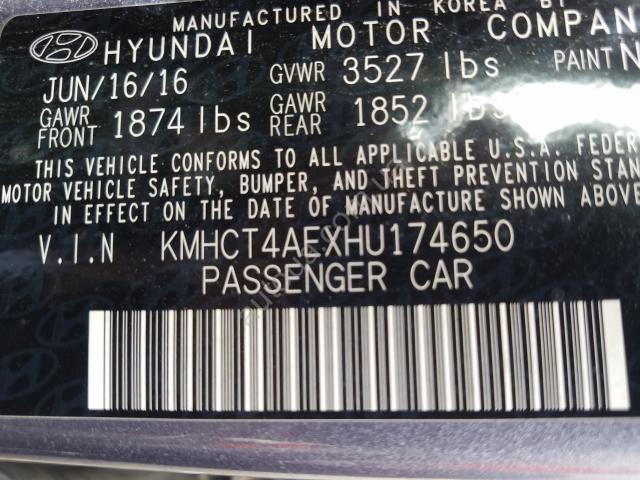 MANUFACTURED IN KOREA BY
HYUNDAI MOTOR COMPAN
JUN/16/16 GVWR 3527 lbs PAINT N
GAWR FRONT 1874 lbs GAWR REAR 1852 lbs
THIS VEHICLE CONFORMS TO ALL APPLICABLE U.S.A. FEDER
MOTOR VEHICLE SAFETY, BUMPER, AND THEFT PREVENTION STAN
IN EFFECT ON THE DATE OF MANUFACTURE SHOWN ABOVE
V.I.N KMHCT4AEXHU174650
PASSENGER CAR